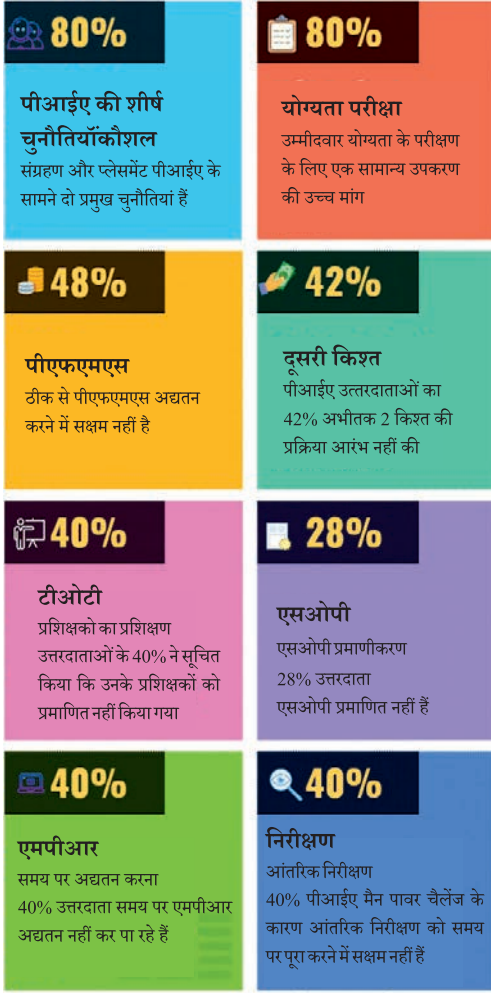 80%
पीआईए की शीर्ष
चुनौतियॉकौशल
संग्रहण और प्लेसमेंट पीआईए के
सामने दो प्रमुख चुनौतियां हैं
80%
योग्यता परीक्षा
उम्मीदवार योग्यता के परीक्षण
के लिए एक सामान्य उपकरण
की उच्च मांग
48%
पीएफएमएस
ठीक से पीएफएमएस अद्यतन
करने में सक्षम नहीं है
42%
दूसरी किश्त
पीआईए उत्तरदाताओं का
42% अभीतक 2 किश्त की
प्रक्रिया आरंभ नहीं की
40%
टीओटी
प्रशिक्षको का प्रशिक्षण
उत्तरदाताओं के 40% ने सूचित
किया कि उनके प्रशिक्षकों को
प्रमाणित नहीं किया गया
28%
एसओपी
एसओपी प्रमाणीकरण
28% उत्तरदाता
एसओपी प्रमाणित नहीं हैं
40%
एमपीआर
समय पर अद्यतन करना
40% उत्तरदाता समय पर एमपीआर
अद्यतन नहीं कर पा रहे हैं
40%
निरीक्षण
आंतरिक निरीक्षण
40% पीआईए मैन पावर चैलेंज के
कारण आंतरिक निरीक्षण को समय
पर पूरा करने में सक्षम नहीं हैं